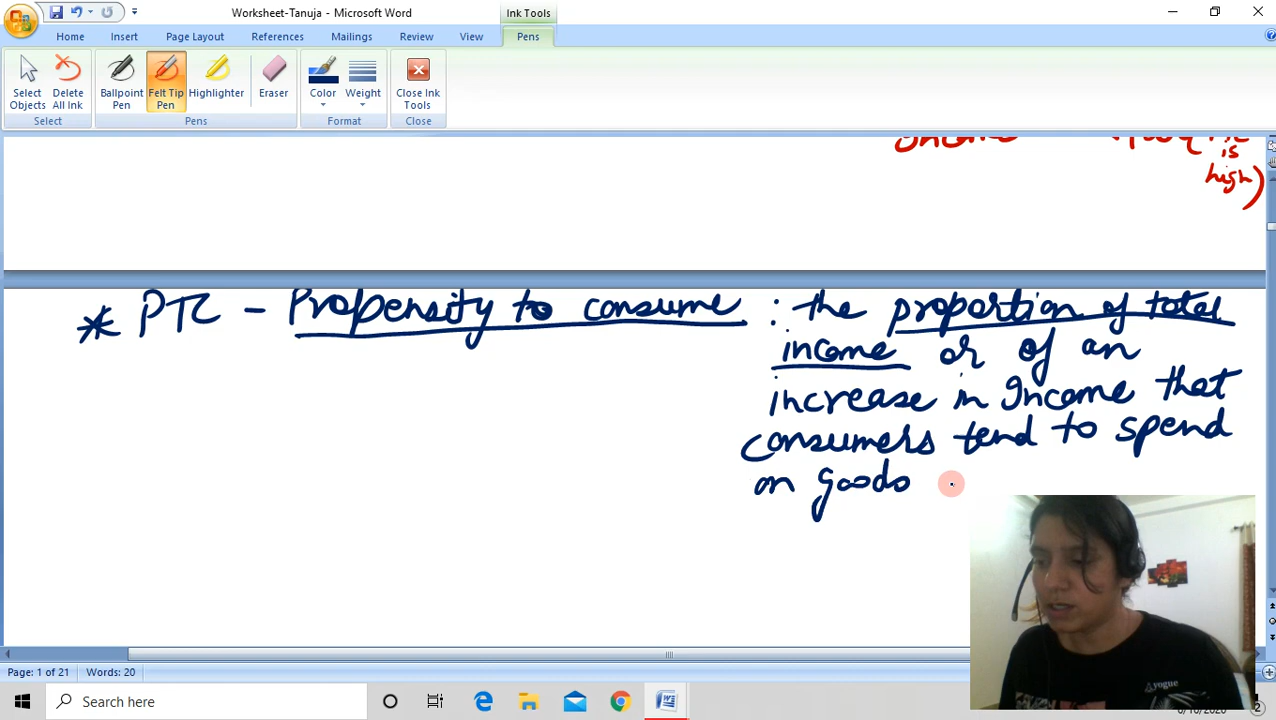 Worksheet-Tanuja - Microsoft Word
Ink Tools
Home Insert Page Layout References Mailings Review View Pens
Select Objects
Delete All Ink
Ballpoint Pen
Felt Tip Pen
Highlighter
Eraser
Color
Weight
Close Ink Tools
Select
Pens
Format
Close
is
high)
* PTC - Propensity to consume : the proportion of total
income or of an
increase in Income that
consumers tend to spend
on goods
yogue
Page: 1 of 21 Words: 20
Search here